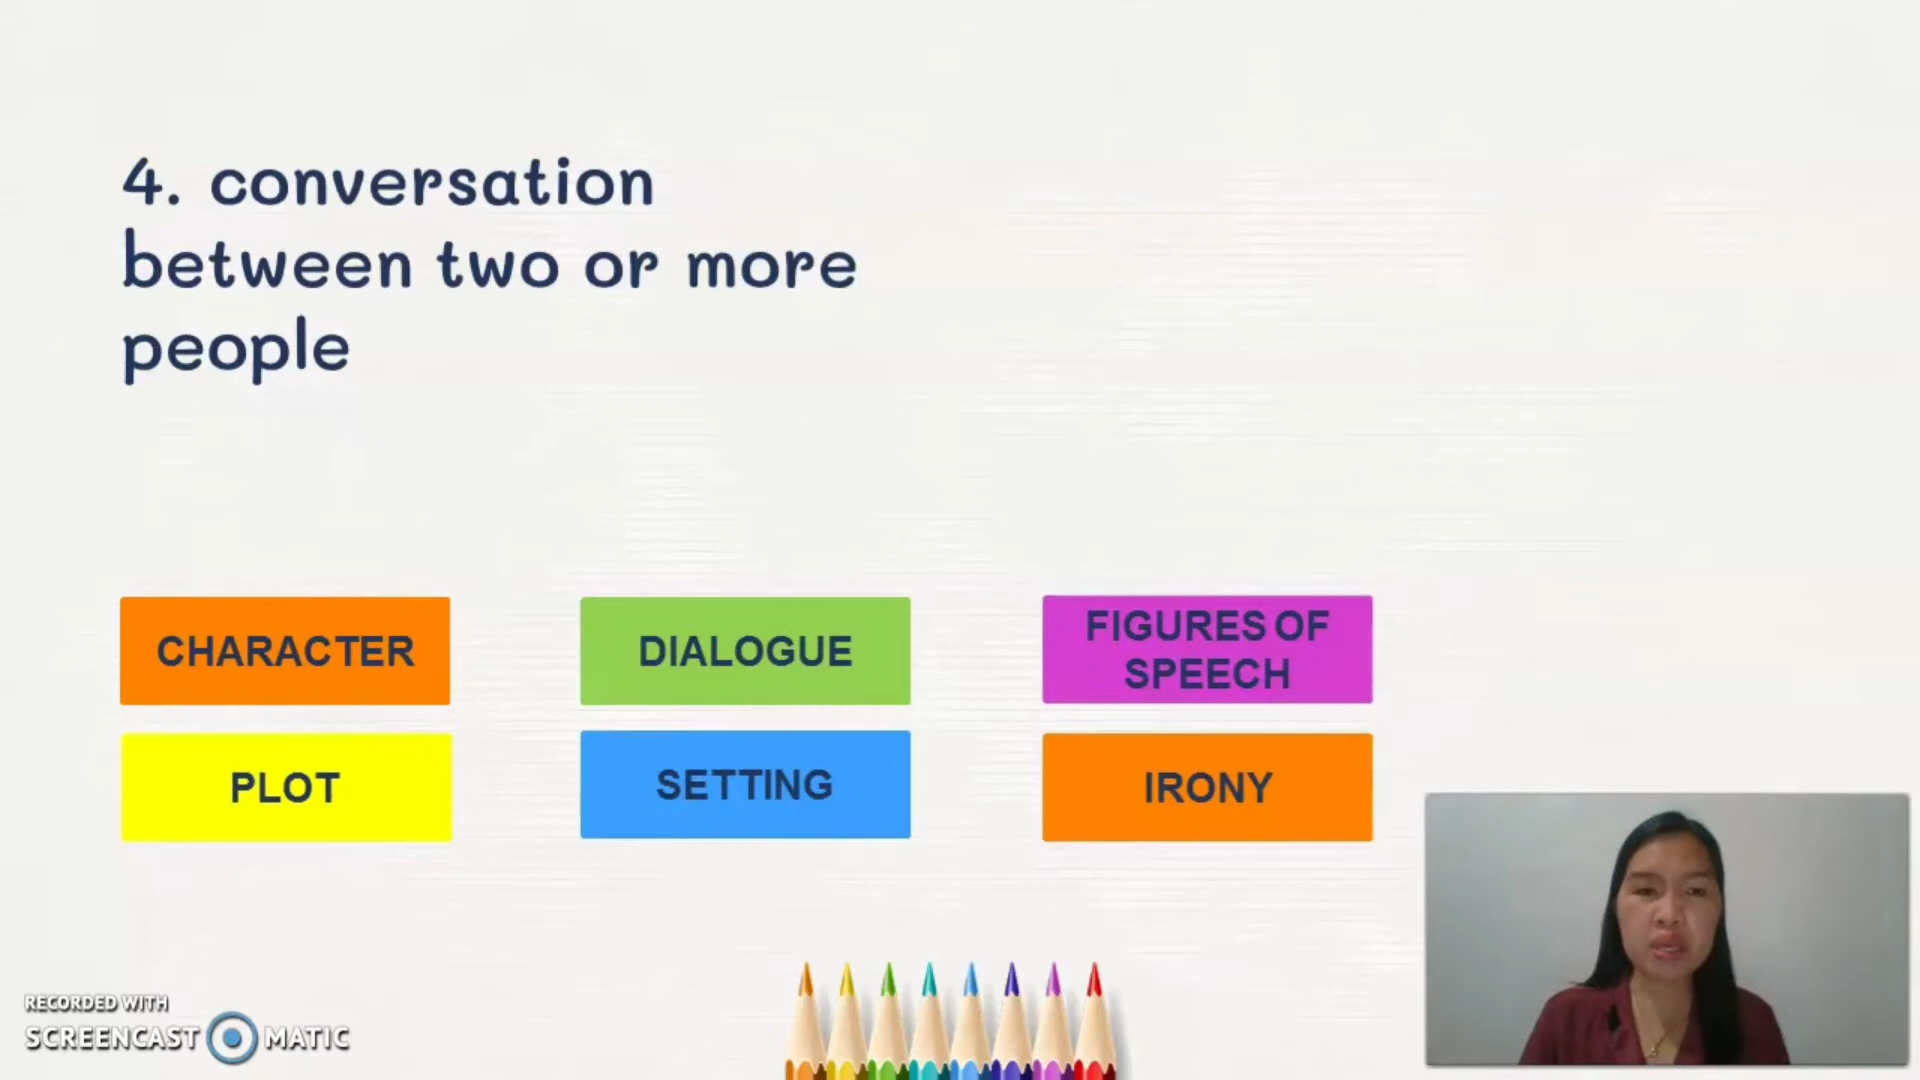 4. conversation
between two or more
people
CHARACTER
DIALOGUE
FIGURES OF
SPEECH
PLOT
SETTING
IRONY
RECORDED WITH
SCREENCAST MATIC